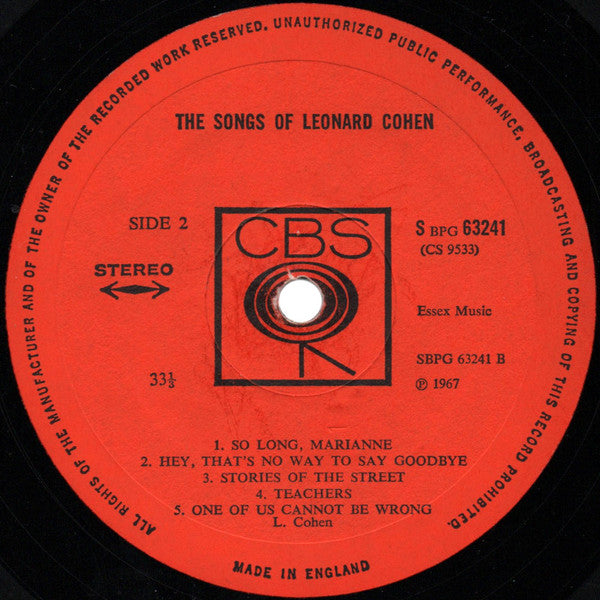 ALL RIGHTS OF THE MANUFACTURER AND OF THE OWNER OF THE RECORDED WORK RESERVED. UNAUTHORIZED PUBLIC PERFORMANCE, BROADCASTING AND COPYING OF THIS RECORD PROHIBITED.
THE SONGS OF LEONARD COHEN
SIDE 2
CBS
S BPG 63241
(CS 9533)
STEREO
Essex Music
33⅓
SBPG 63241 B
℗ 1967
1. SO LONG, MARIANNE
2. HEY, THAT'S NO WAY TO SAY GOODBYE
3. STORIES OF THE STREET
4. TEACHERS
5. ONE OF US CANNOT BE WRONG
L. Cohen
MADE IN ENGLAND